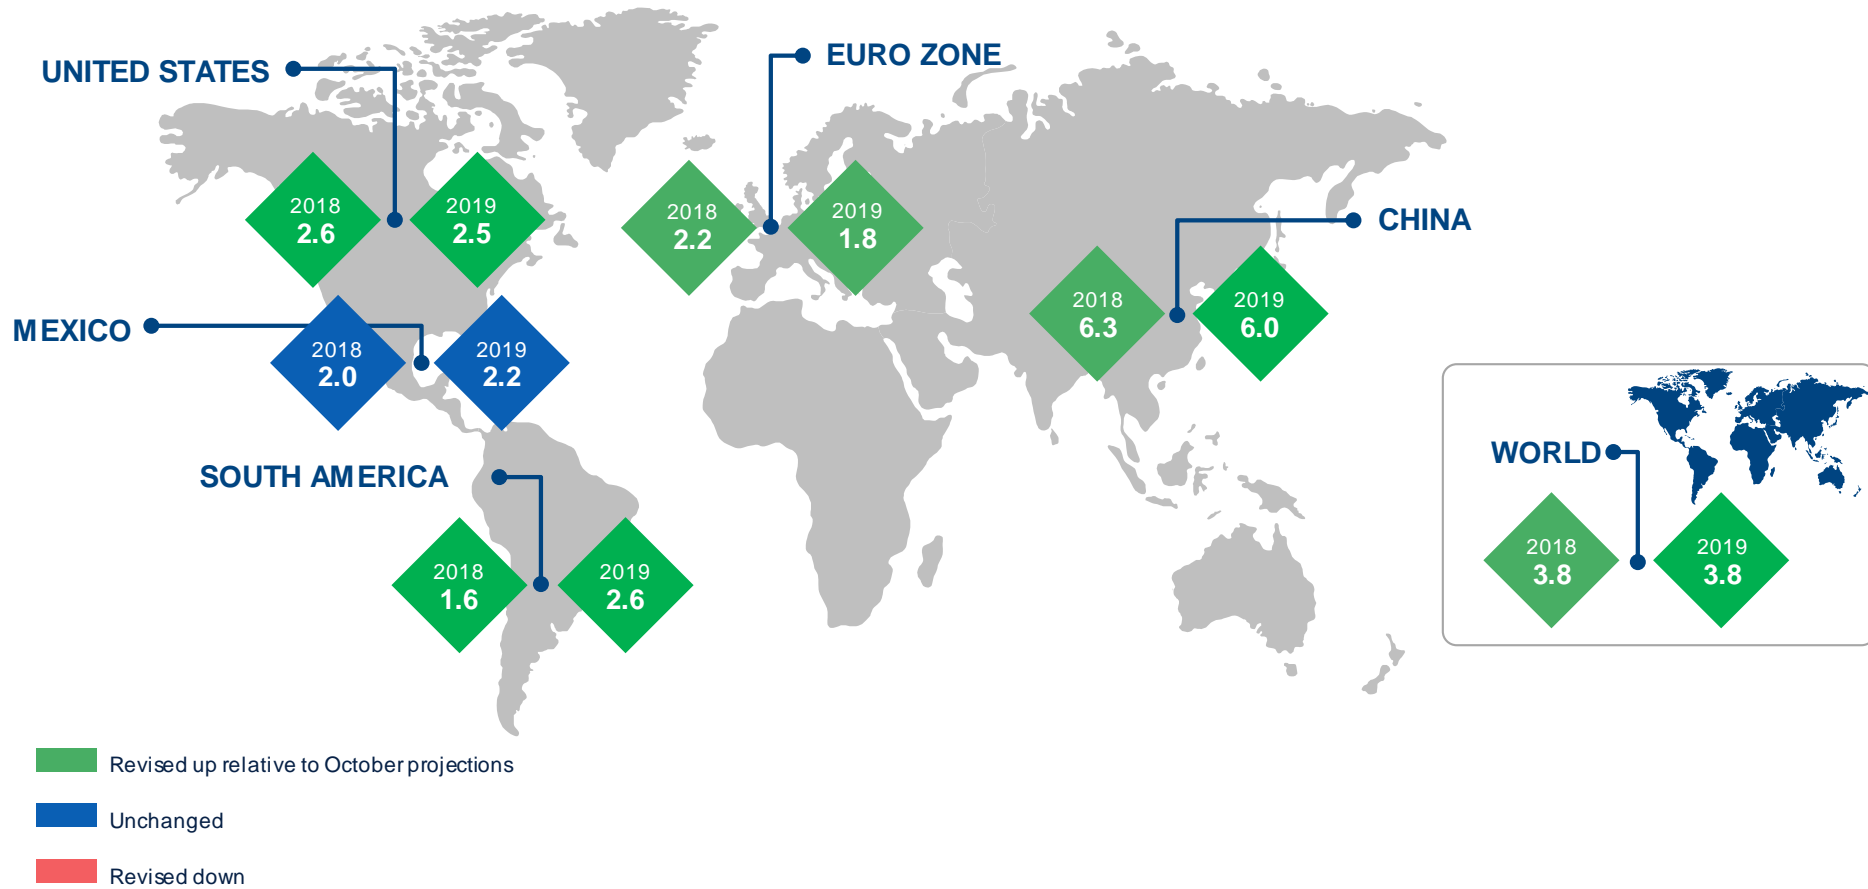 UNITED STATES
2018
2.6
2019
2.5
EURO ZONE
2018
2.2
2019
1.8
CHINA
2018
6.3
2019
6.0
MEXICO
2018
2.0
2019
2.2
SOUTH AMERICA
2018
1.6
2019
2.6
WORLD
2018
3.8
2019
3.8
Revised up relative to October projections
Unchanged
Revised down